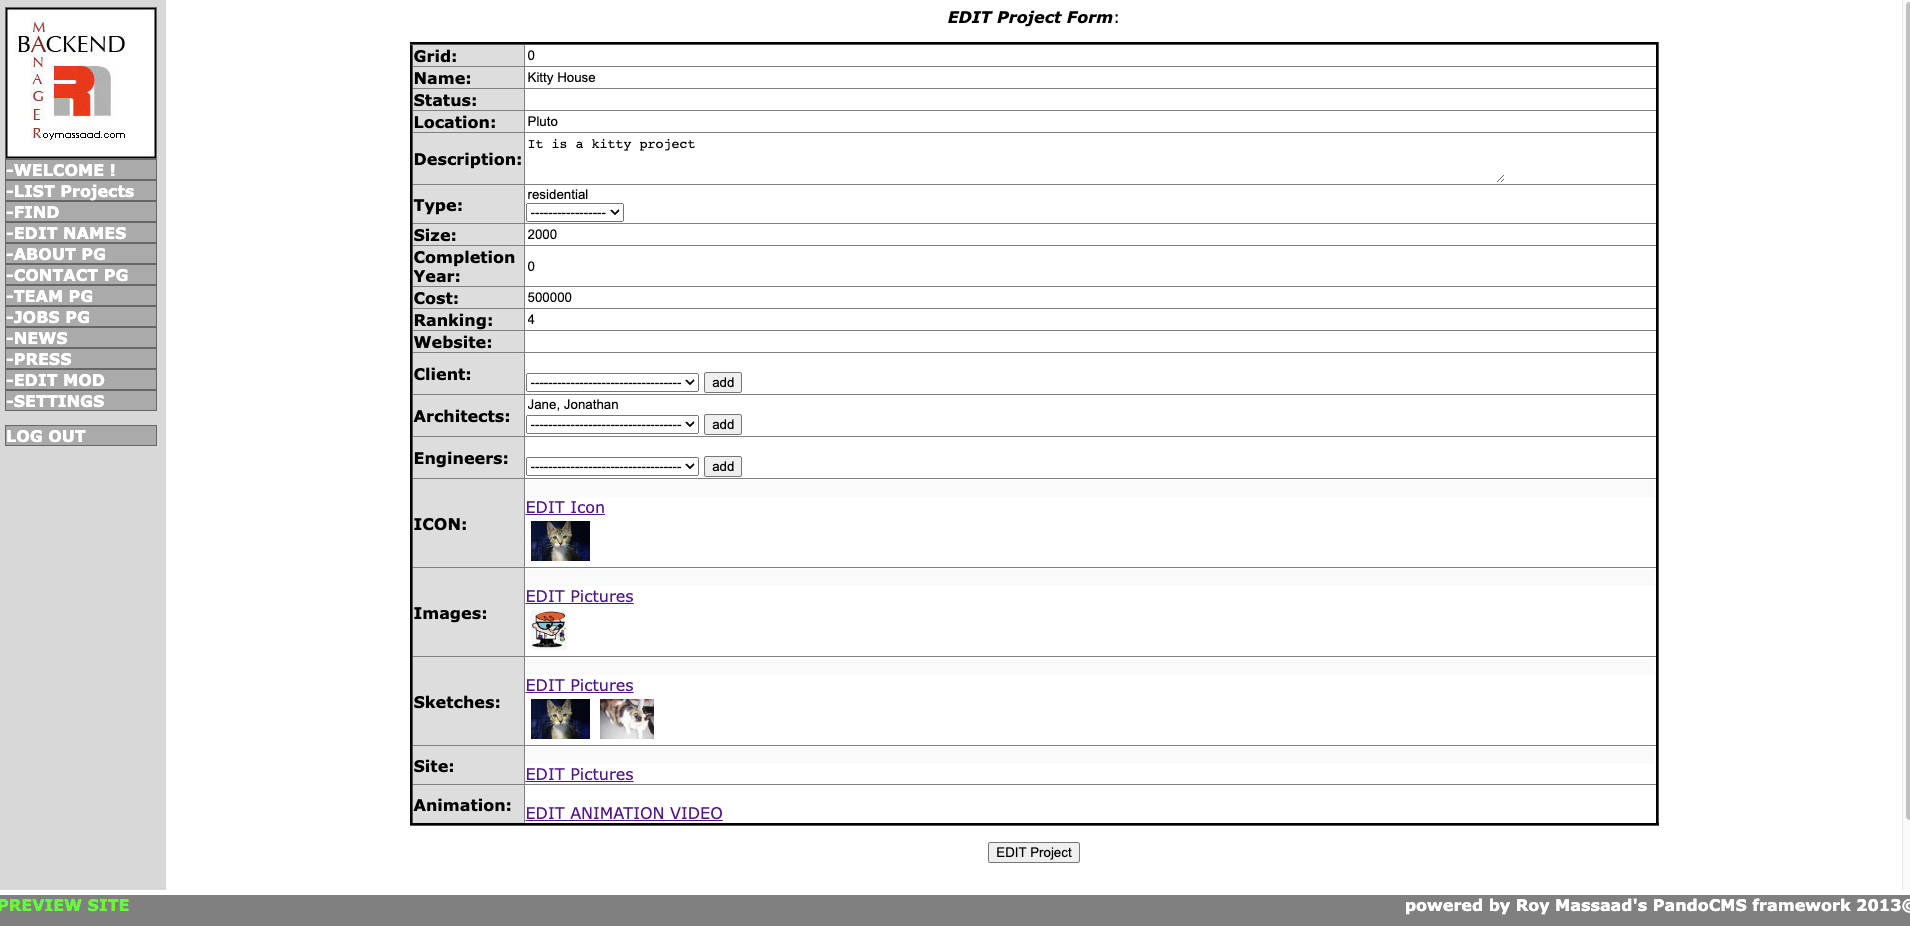 MANAGER
BACKEND
Roymassaad.com
-WELCOME !
-LIST Projects
-FIND
-EDIT NAMES
-ABOUT PG
-CONTACT PG
-TEAM PG
-JOBS PG
-NEWS
-PRESS
-EDIT MOD
-SETTINGS
LOG OUT
EDIT Project Form:
Grid: 0
Name: Kitty House
Status:
Location: Pluto
Description: It is a kitty project
Type: residential
-----------------
Size: 2000
Completion
Year: 0
Cost: 500000
Ranking: 4
Website:
Client:
---------------------------------- add
Architects: Jane, Jonathan
---------------------------------- add
Engineers:
---------------------------------- add
ICON: EDIT Icon
Images: EDIT Pictures
Sketches: EDIT Pictures
Site: EDIT Pictures
Animation: EDIT ANIMATION VIDEO
EDIT Project
PREVIEW SITE
powered by Roy Massaad's PandoCMS framework 2013©